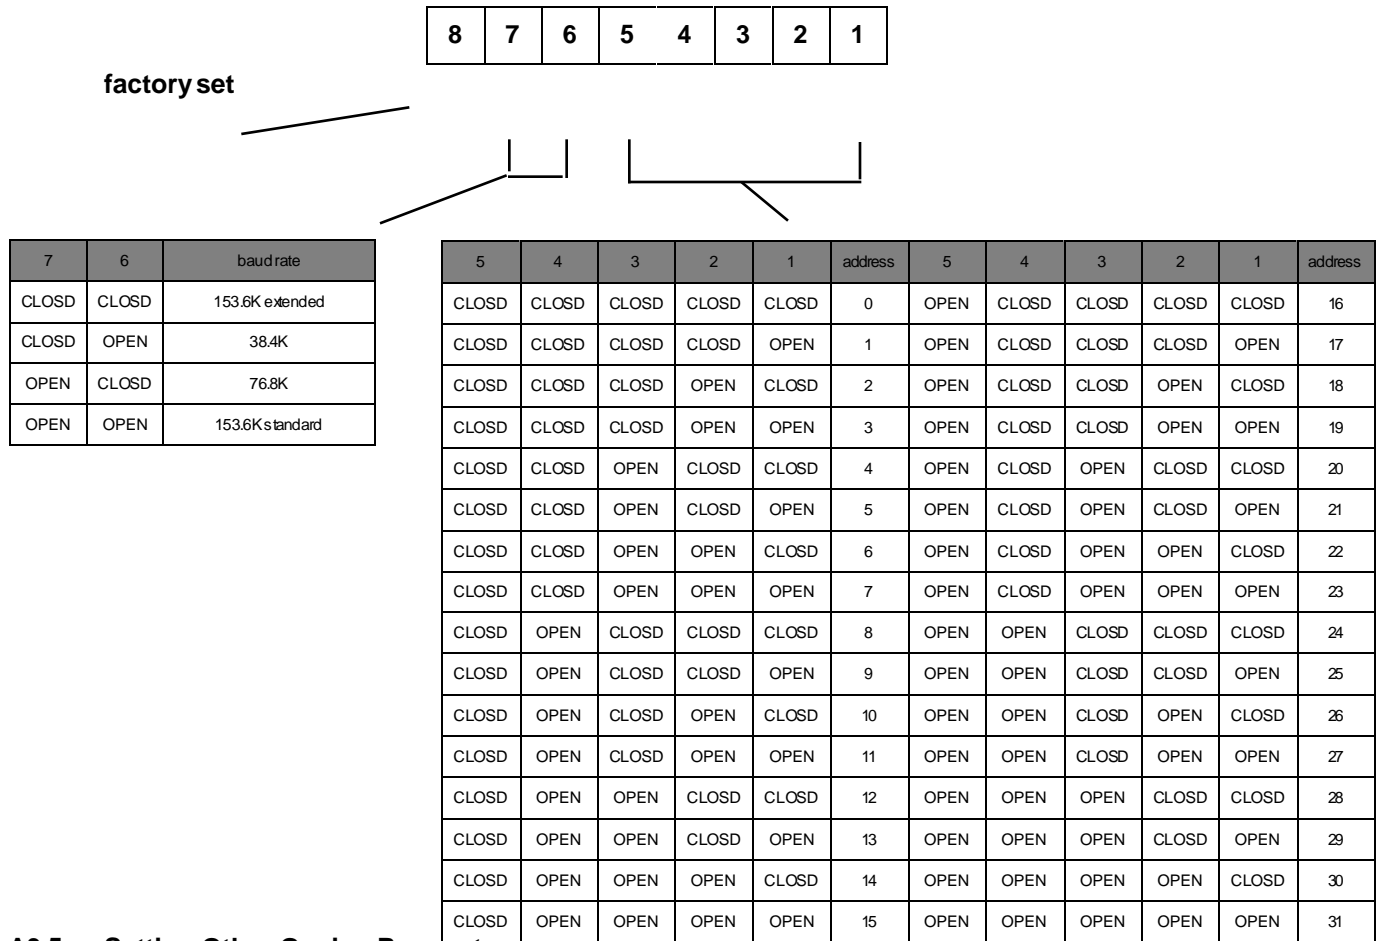 8 7 6 5 4 3 2 1
factory set
7 6 baud rate
CLOSD CLOSD 153.6K extended
CLOSD OPEN 38.4K
OPEN CLOSD 76.8K
OPEN OPEN 153.6K standard
5 4 3 2 1 address 5 4 3 2 1 address
CLOSD CLOSD CLOSD CLOSD CLOSD 0 OPEN CLOSD CLOSD CLOSD CLOSD 16
CLOSD CLOSD CLOSD CLOSD OPEN 1 OPEN CLOSD CLOSD CLOSD OPEN 17
CLOSD CLOSD CLOSD OPEN CLOSD 2 OPEN CLOSD CLOSD OPEN CLOSD 18
CLOSD CLOSD CLOSD OPEN OPEN 3 OPEN CLOSD CLOSD OPEN OPEN 19
CLOSD CLOSD OPEN CLOSD CLOSD 4 OPEN CLOSD OPEN CLOSD CLOSD 20
CLOSD CLOSD OPEN CLOSD OPEN 5 OPEN CLOSD OPEN CLOSD OPEN 21
CLOSD CLOSD OPEN OPEN CLOSD 6 OPEN CLOSD OPEN OPEN CLOSD 22
CLOSD CLOSD OPEN OPEN OPEN 7 OPEN CLOSD OPEN OPEN OPEN 23
CLOSD OPEN CLOSD CLOSD CLOSD 8 OPEN OPEN CLOSD CLOSD CLOSD 24
CLOSD OPEN CLOSD CLOSD OPEN 9 OPEN OPEN CLOSD CLOSD OPEN 25
CLOSD OPEN CLOSD OPEN CLOSD 10 OPEN OPEN CLOSD OPEN CLOSD 26
CLOSD OPEN CLOSD OPEN OPEN 11 OPEN OPEN CLOSD OPEN OPEN 27
CLOSD OPEN OPEN CLOSD CLOSD 12 OPEN OPEN OPEN CLOSD CLOSD 28
CLOSD OPEN OPEN CLOSD OPEN 13 OPEN OPEN OPEN CLOSD OPEN 29
CLOSD OPEN OPEN OPEN CLOSD 14 OPEN OPEN OPEN OPEN CLOSD 30
CLOSD OPEN OPEN OPEN OPEN 15 OPEN OPEN OPEN OPEN OPEN 31